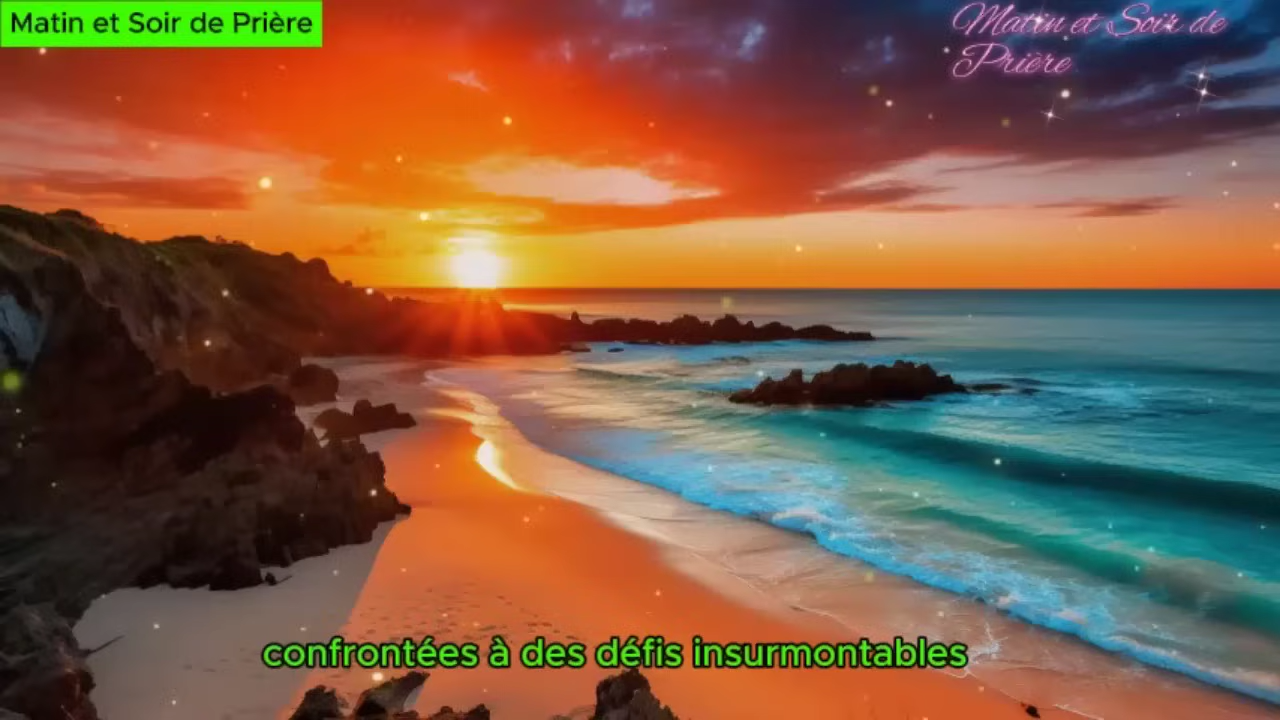 Matin et Soir de Prière
Matin et Soir de
Prière
confrontées à des défis insurmontables